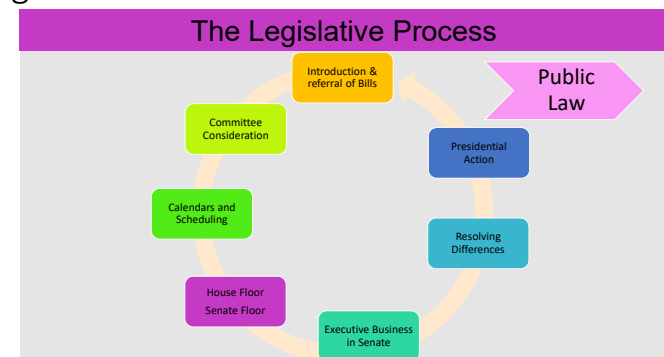 The Legislative Process
Introduction &
referral of Bills
Public
Law
Committee
Consideration
Presidential
Action
Calendars and
Scheduling
Resolving
Differences
House Floor
Senate Floor
Executive Business
in Senate